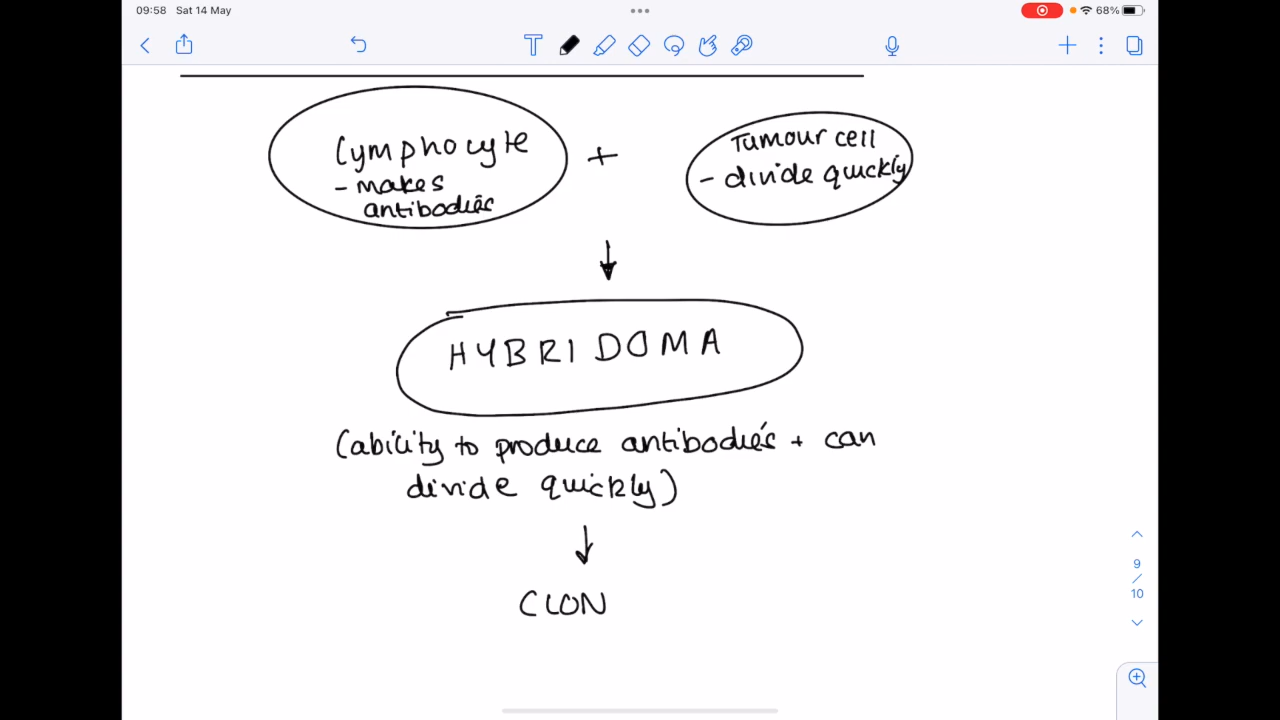 09:58 Sat 14 May
68%
Lymphocyte + Tumour cell
- makes - divide quickly
antibodies
HYBRIDOMA
(ability to produce antibodies + can
divide quickly)
CLON
9
/
10